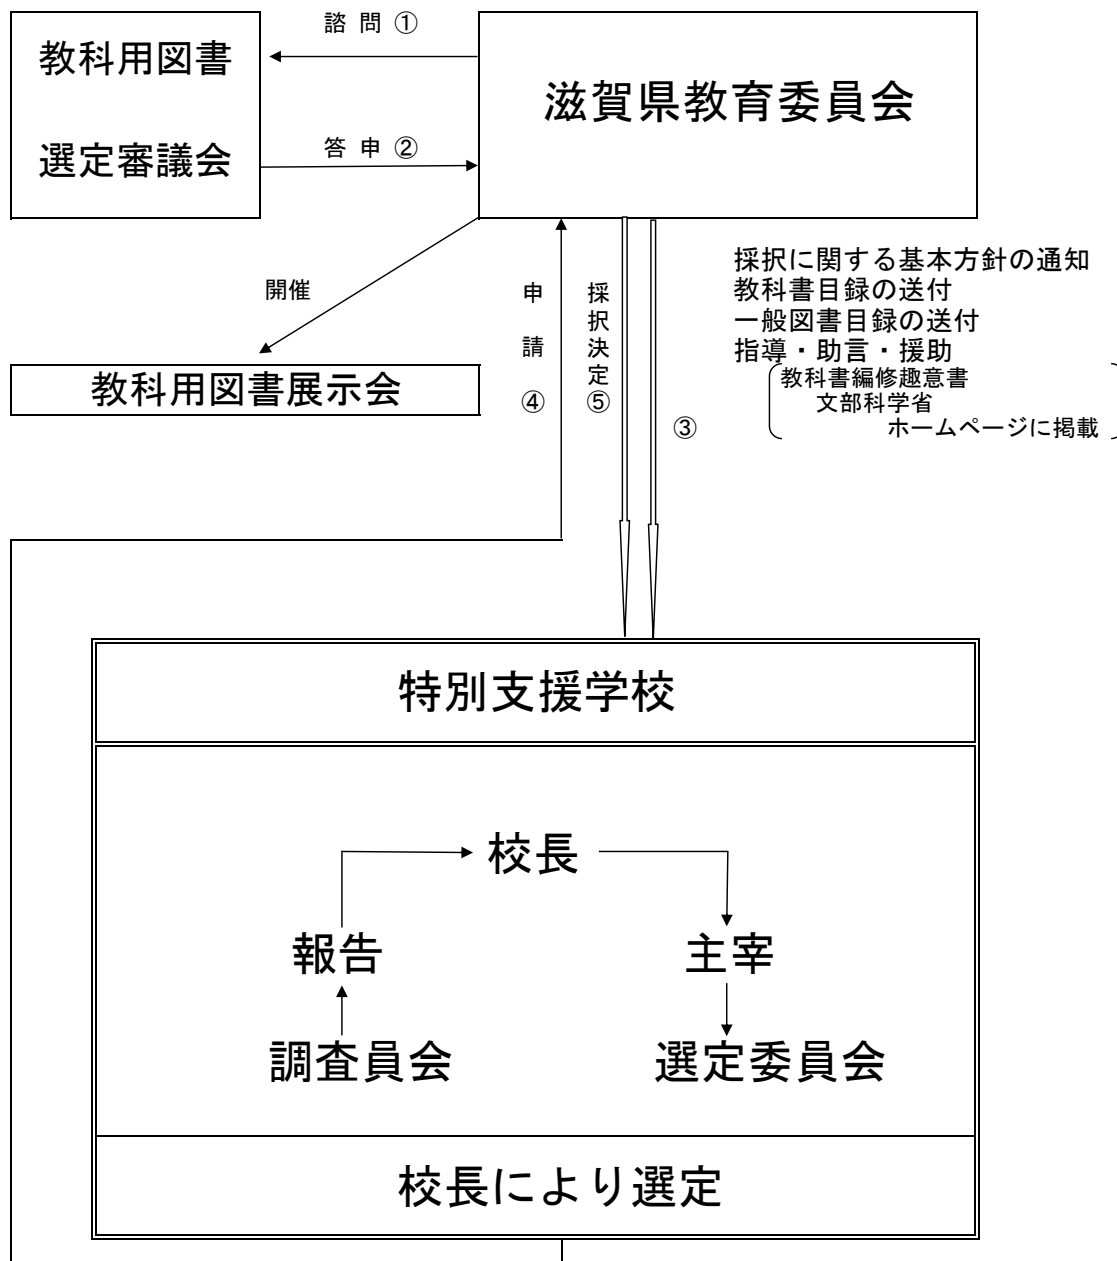 諮問①
教科用図書
選定審議会
滋賀県教育委員会
答申②
採択に関する基本方針の通知
教科書目録の送付
一般図書目録の送付
指導・助言・援助
教科書編修趣意書
文部科学省
ホームページに掲載
開催
申請④
採択決定⑤
③
教科用図書展示会
特別支援学校
校長
報告
主宰
調査員会
選定委員会
校長により選定